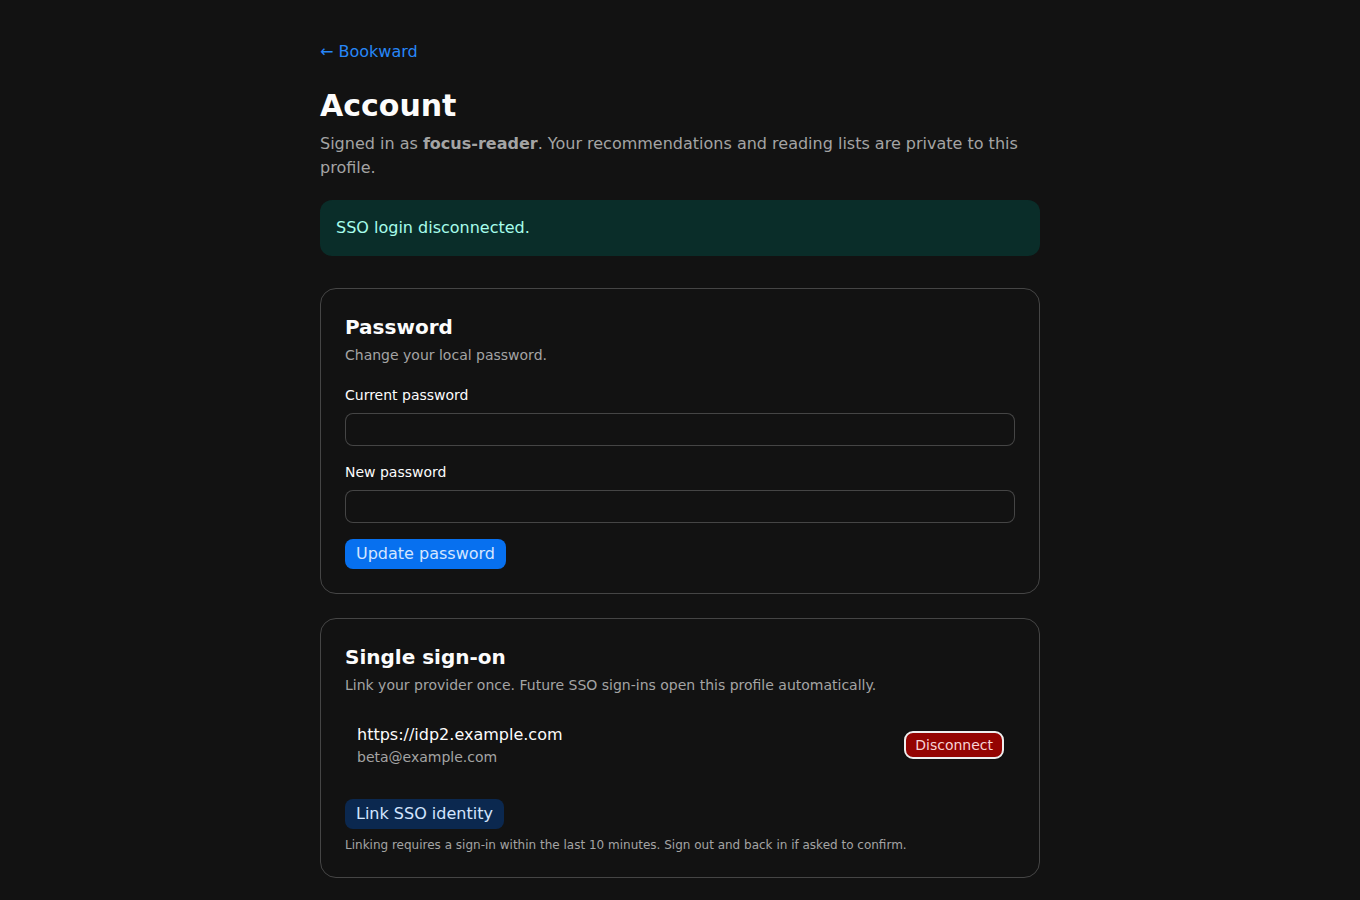 ← Bookward
Account
Signed in as focus-reader. Your recommendations and reading lists are private to this
profile.
SSO login disconnected.
Password
Change your local password.
Current password
New password
Update password
Single sign-on
Link your provider once. Future SSO sign-ins open this profile automatically.
https://idp2.example.com
Disconnect
beta@example.com
Link SSO identity
Linking requires a sign-in within the last 10 minutes. Sign out and back in if asked to confirm.